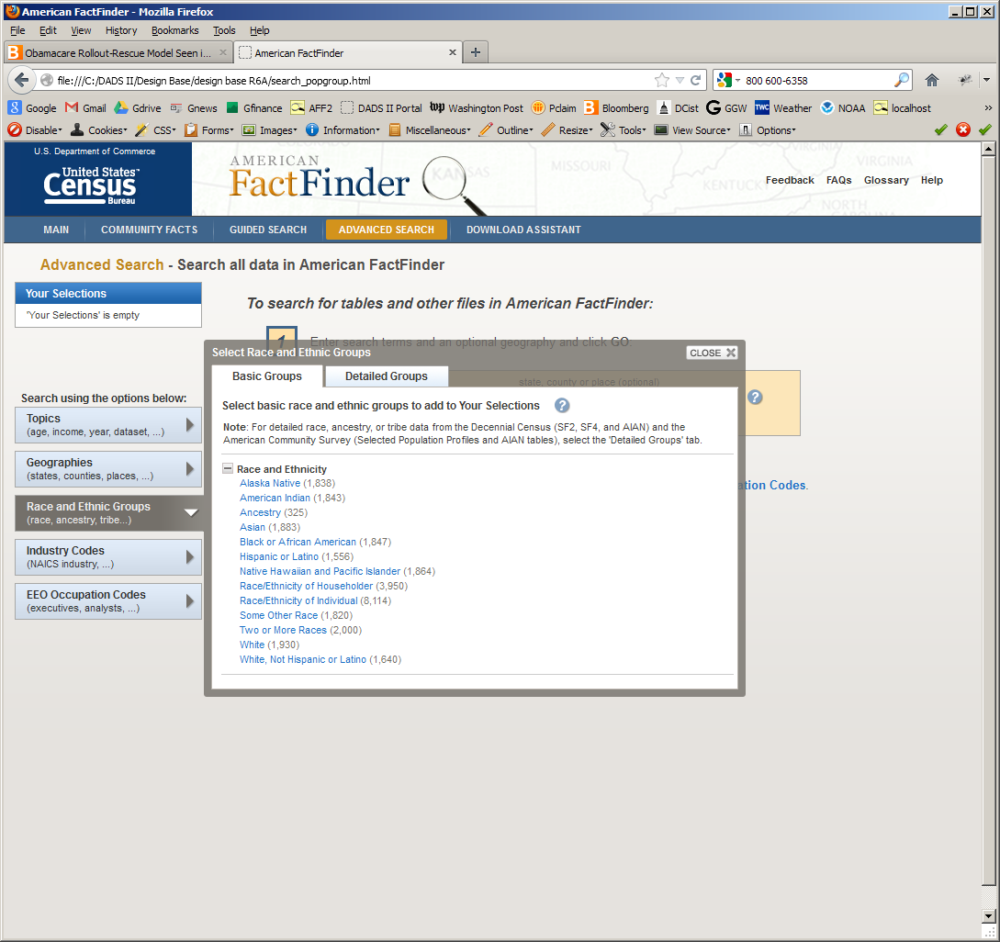 American FactFinder - Mozilla Firefox
File Edit View History Bookmarks Tools Help
Obamacare Rollout-Rescue Model Seen i...
American FactFinder
file:///C:/DADS II/Design Base/design base R6A/search_popgroup.html
800 600-6358
Google Gmail Gdrive Gnews Gfinance AFF2 DADS II Portal Washington Post Pclaim Bloomberg DCist GGW Weather NOAA localhost
Disable Cookies CSS Forms Images Information Miscellaneous Outline Resize Tools View Source Options
U.S. Department of Commerce
United States™
Census
Bureau
AMERICAN
FactFinder
COLORADO
KANSAS
MISSOURI
KENTUCKY
VIRGINIA
VIRGINIA
NORTH
CAROLINA
Feedback FAQs Glossary Help
MAIN COMMUNITY FACTS GUIDED SEARCH ADVANCED SEARCH DOWNLOAD ASSISTANT
Advanced Search - Search all data in American FactFinder
Your Selections
'Your Selections' is empty
To search for tables and other files in American FactFinder:
1 Enter search terms and an optional geography and click GO.
state, county or place (optional)
Search using the options below:
Topics
(age, income, year, dataset, ...)
Geographies
(states, counties, places, ...)
Race and Ethnic Groups
(race, ancestry, tribe...)
Industry Codes
(NAICS industry, ...)
EEO Occupation Codes
(executives, analysts, ...)
Select Race and Ethnic Groups
CLOSE
Basic Groups Detailed Groups
Select basic race and ethnic groups to add to Your Selections
Note: For detailed race, ancestry, or tribe data from the Decennial Census (SF2, SF4, and AIAN) and the
American Community Survey (Selected Population Profiles and AIAN tables), select the 'Detailed Groups' tab.
Race and Ethnicity
Alaska Native (1,838)
American Indian (1,843)
Ancestry (325)
Asian (1,883)
Black or African American (1,847)
Hispanic or Latino (1,556)
Native Hawaiian and Pacific Islander (1,864)
Race/Ethnicity of Householder (3,950)
Race/Ethnicity of Individual (8,114)
Some Other Race (1,820)
Two or More Races (2,000)
White (1,930)
White, Not Hispanic or Latino (1,640)
Codes.